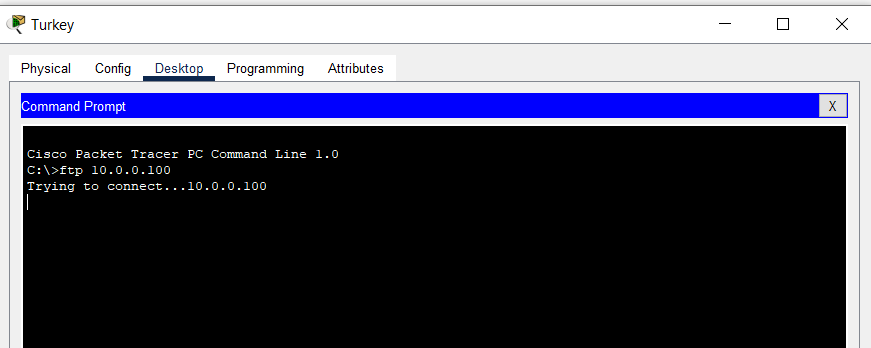 Turkey
Physical Config Desktop Programming Attributes
Command Prompt X
Cisco Packet Tracer PC Command Line 1.0
C:\>ftp 10.0.0.100
Trying to connect...10.0.0.100